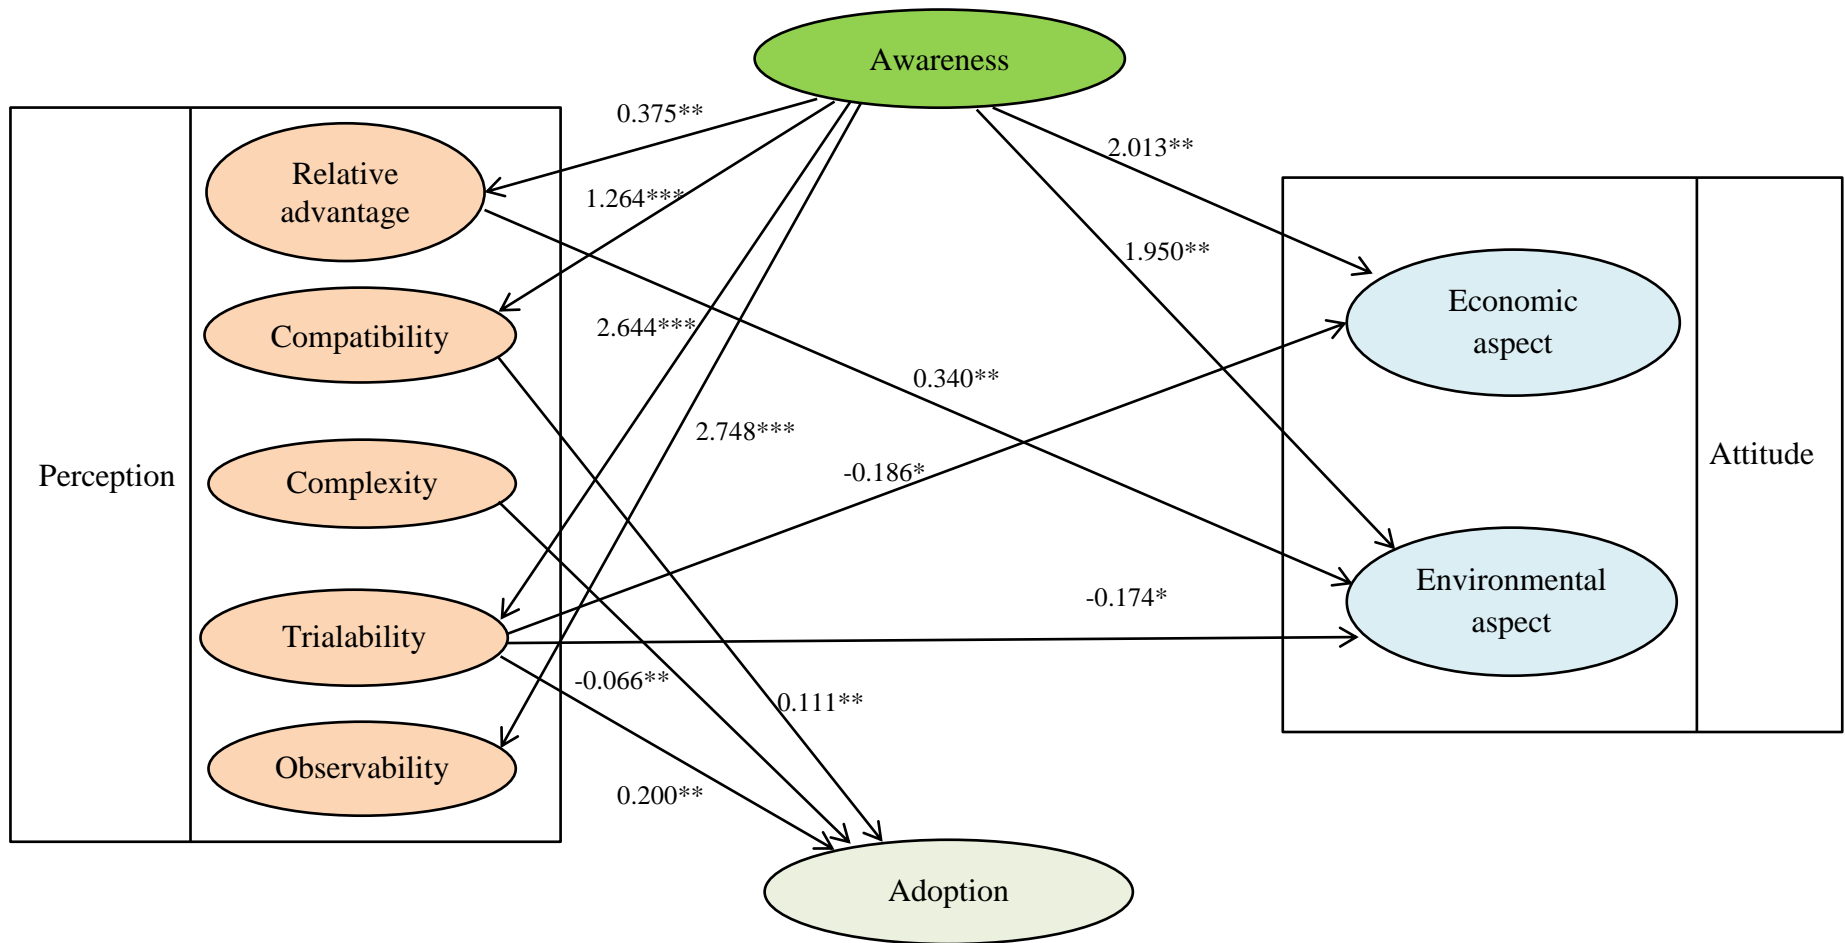 Awareness
0.375**
2.013**
Relative
advantage
1.264***
1.950**
Economic
aspect
Compatibility
2.644***
0.340**
2.748***
-0.186*
Perception
Complexity
Attitude
Environmental
aspect
-0.174*
Trialability
-0.066**
0.111**
Observability
0.200**
Adoption